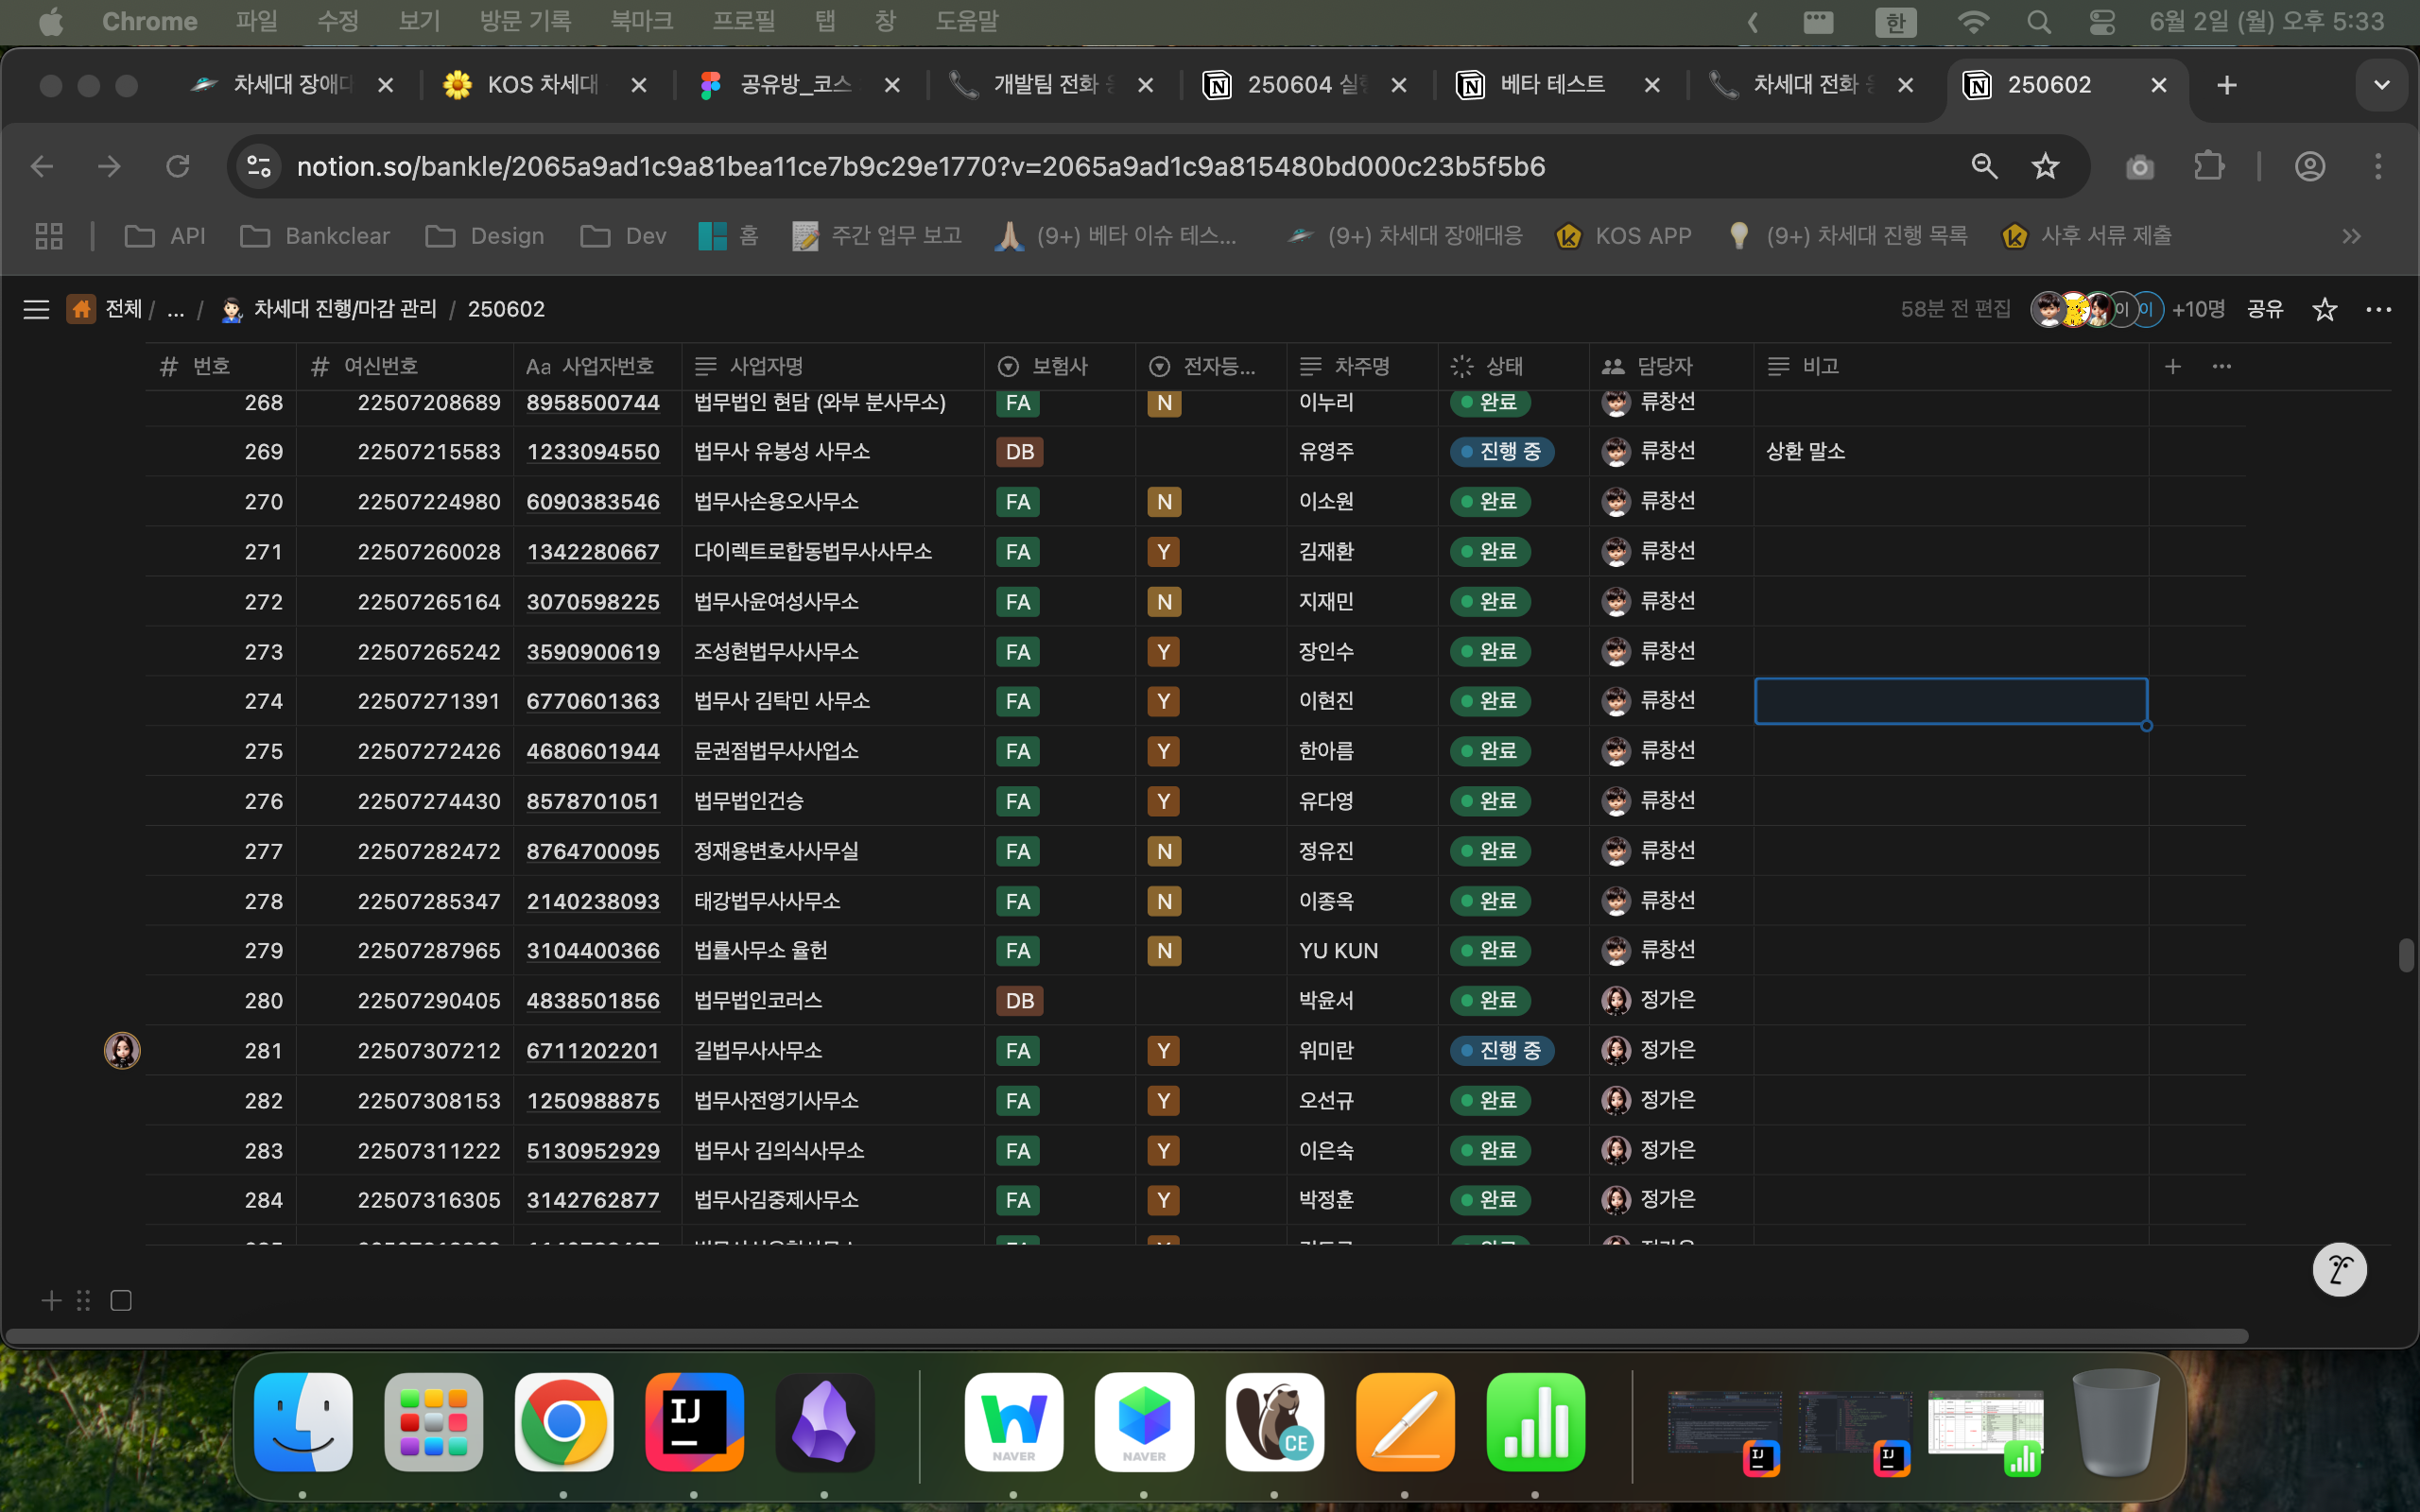 Chrome 파일 수정 보기 방문 기록 북마크 프로필 탭 창 도움말 한 6월 2일 (월) 오후 5:33
차세대 장애대 KOS 차세대 공유방_코스 개발팀 전화 250604 실 베타 테스트 차세대 전화 250602
notion.so/bankle/2065a9ad1c9a81bea11ce7b9c29e1770?v=2065a9ad1c9a815480bd000c23b5f5b6
API Bankclear Design Dev 홈 주간 업무 보고 (9+) 베타 이슈 테스... (9+) 차세대 장애대응 KOS APP (9+) 차세대 진행 목록 사후 서류 제출
전체 / ... / 차세대 진행/마감 관리 / 250602 58분 전 편집 이 이 +10명 공유
번호 여신번호 Aa 사업자번호 사업자명 보험사 전자등... 차주명 상태 담당자 비고
268 22507208689 8958500744 법무법인 현담 (와부 분사무소) FA N 이누리 완료 류창선
269 22507215583 1233094550 법무사 유봉성 사무소 DB 유영주 진행 중 류창선 상환 말소
270 22507224980 6090383546 법무사손용오사무소 FA N 이소원 완료 류창선
271 22507260028 1342280667 다이렉트로합동법무사사무소 FA Y 김재환 완료 류창선
272 22507265164 3070598225 법무사윤여성사무소 FA N 지재민 완료 류창선
273 22507265242 3590900619 조성현법무사사무소 FA Y 장인수 완료 류창선
274 22507271391 6770601363 법무사 김탁민 사무소 FA Y 이현진 완료 류창선
275 22507272426 4680601944 문권점법무사사업소 FA Y 한아름 완료 류창선
276 22507274430 8578701051 법무법인건승 FA Y 유다영 완료 류창선
277 22507282472 8764700095 정재용변호사사무실 FA N 정유진 완료 류창선
278 22507285347 2140238093 태강법무사사무소 FA N 이종옥 완료 류창선
279 22507287965 3104400366 법률사무소 율헌 FA N YU KUN 완료 류창선
280 22507290405 4838501856 법무법인코러스 DB 박윤서 완료 정가은
281 22507307212 6711202201 길법무사사무소 FA Y 위미란 진행 중 정가은
282 22507308153 1250988875 법무사전영기사무소 FA Y 오선규 완료 정가은
283 22507311222 5130952929 법무사 김의식사무소 FA Y 이은숙 완료 정가은
284 22507316305 3142762877 법무사김중제사무소 FA Y 박정훈 완료 정가은
IJ NAVER NAVER CE IJ IJ